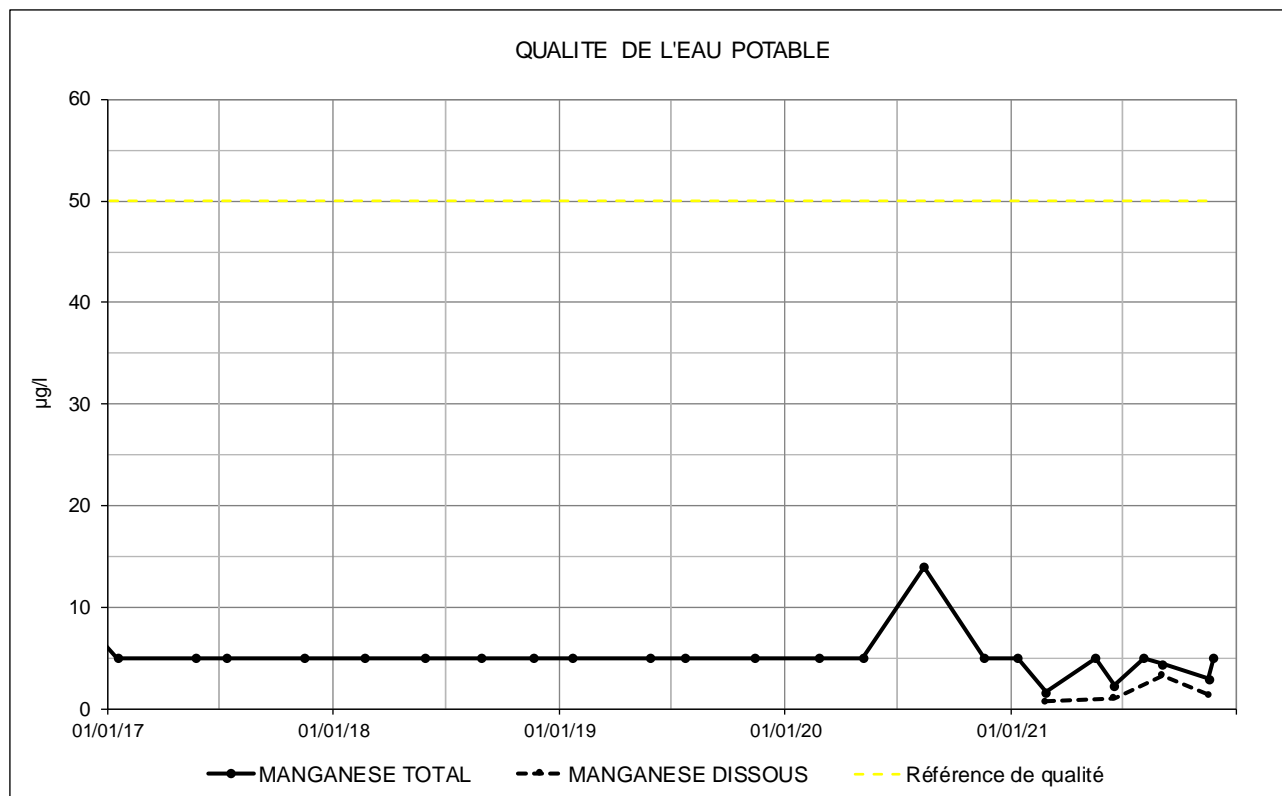 QUALITE DE L'EAU POTABLE
60
50
40
30
20
10
0
µg/l
01/01/17 01/01/18 01/01/19 01/01/20 01/01/21
MANGANESE TOTAL MANGANESE DISSOUS Référence de qualité